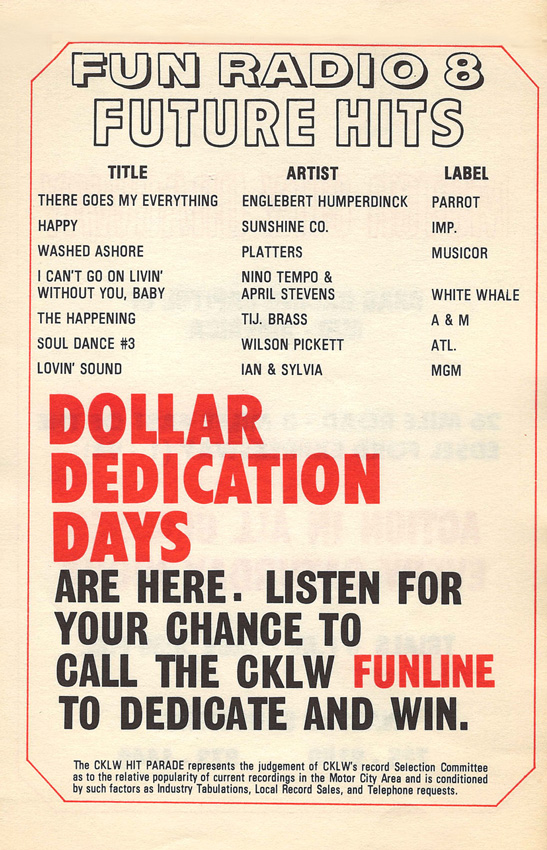 FUN RADIO 8
FUTURE HITS
TITLE ARTIST LABEL
THERE GOES MY EVERYTHING ENGLEBERT HUMPERDINCK PARROT
HAPPY SUNSHINE CO. IMP.
WASHED ASHORE PLATTERS MUSICOR
I CAN'T GO ON LIVIN' NINO TEMPO &
WITHOUT YOU, BABY APRIL STEVENS WHITE WHALE
THE HAPPENING TIJ. BRASS A & M
SOUL DANCE #3 WILSON PICKETT ATL.
LOVIN' SOUND IAN & SYLVIA MGM
DOLLAR
DEDICATION
DAYS
ARE HERE. LISTEN FOR
YOUR CHANCE TO
CALL THE CKLW FUNLINE
TO DEDICATE AND WIN.
The CKLW HIT PARADE represents the judgement of CKLW's record Selection Committee
as to the relative popularity of current recordings in the Motor City Area and is conditioned
by such factors as Industry Tabulations, Local Record Sales, and Telephone requests.